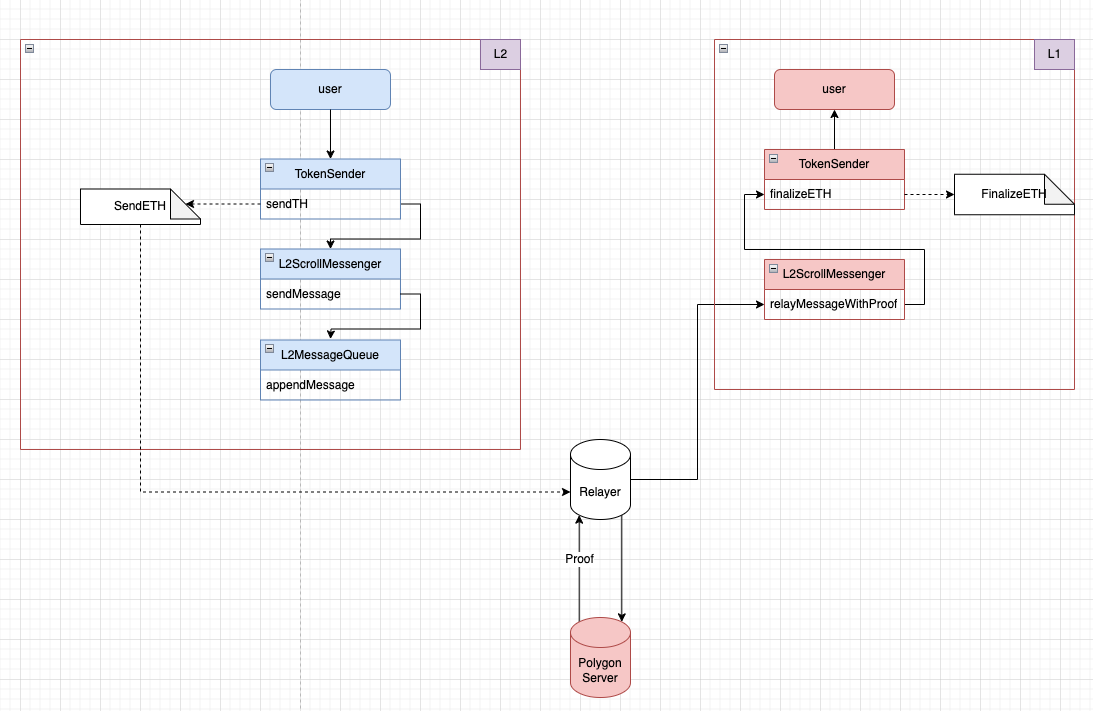 L2
user
TokenSender
sendTH
SendETH
L2ScrollMessenger
sendMessage
L2MessageQueue
appendMessage
L1
user
TokenSender
finalizeETH
FinalizeETH
L2ScrollMessenger
relayMessageWithProof
Relayer
Proof
Polygon
Server